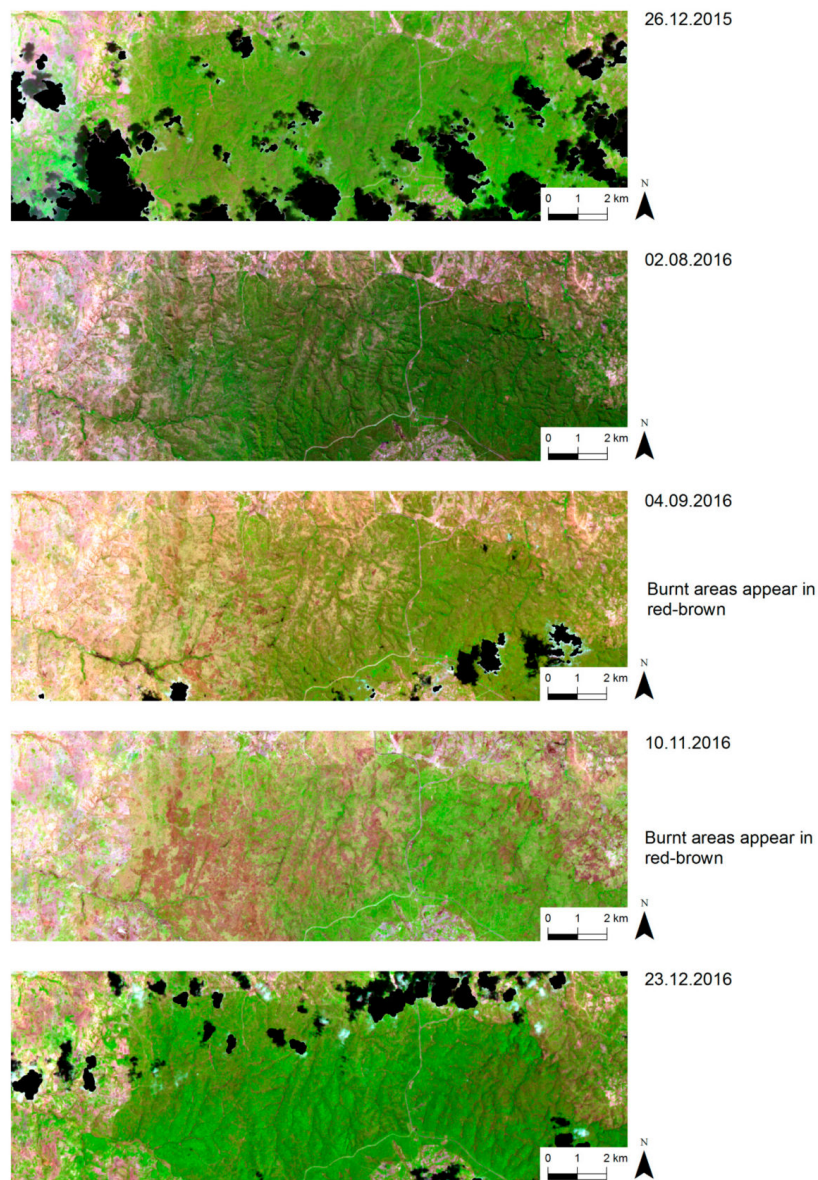 26.12.2015
N
0 1 2 km
02.08.2016
N
0 1 2 km
04.09.2016
Burnt areas appear in
red-brown
N
0 1 2 km
10.11.2016
Burnt areas appear in
red-brown
N
0 1 2 km
23.12.2016
N
0 1 2 km